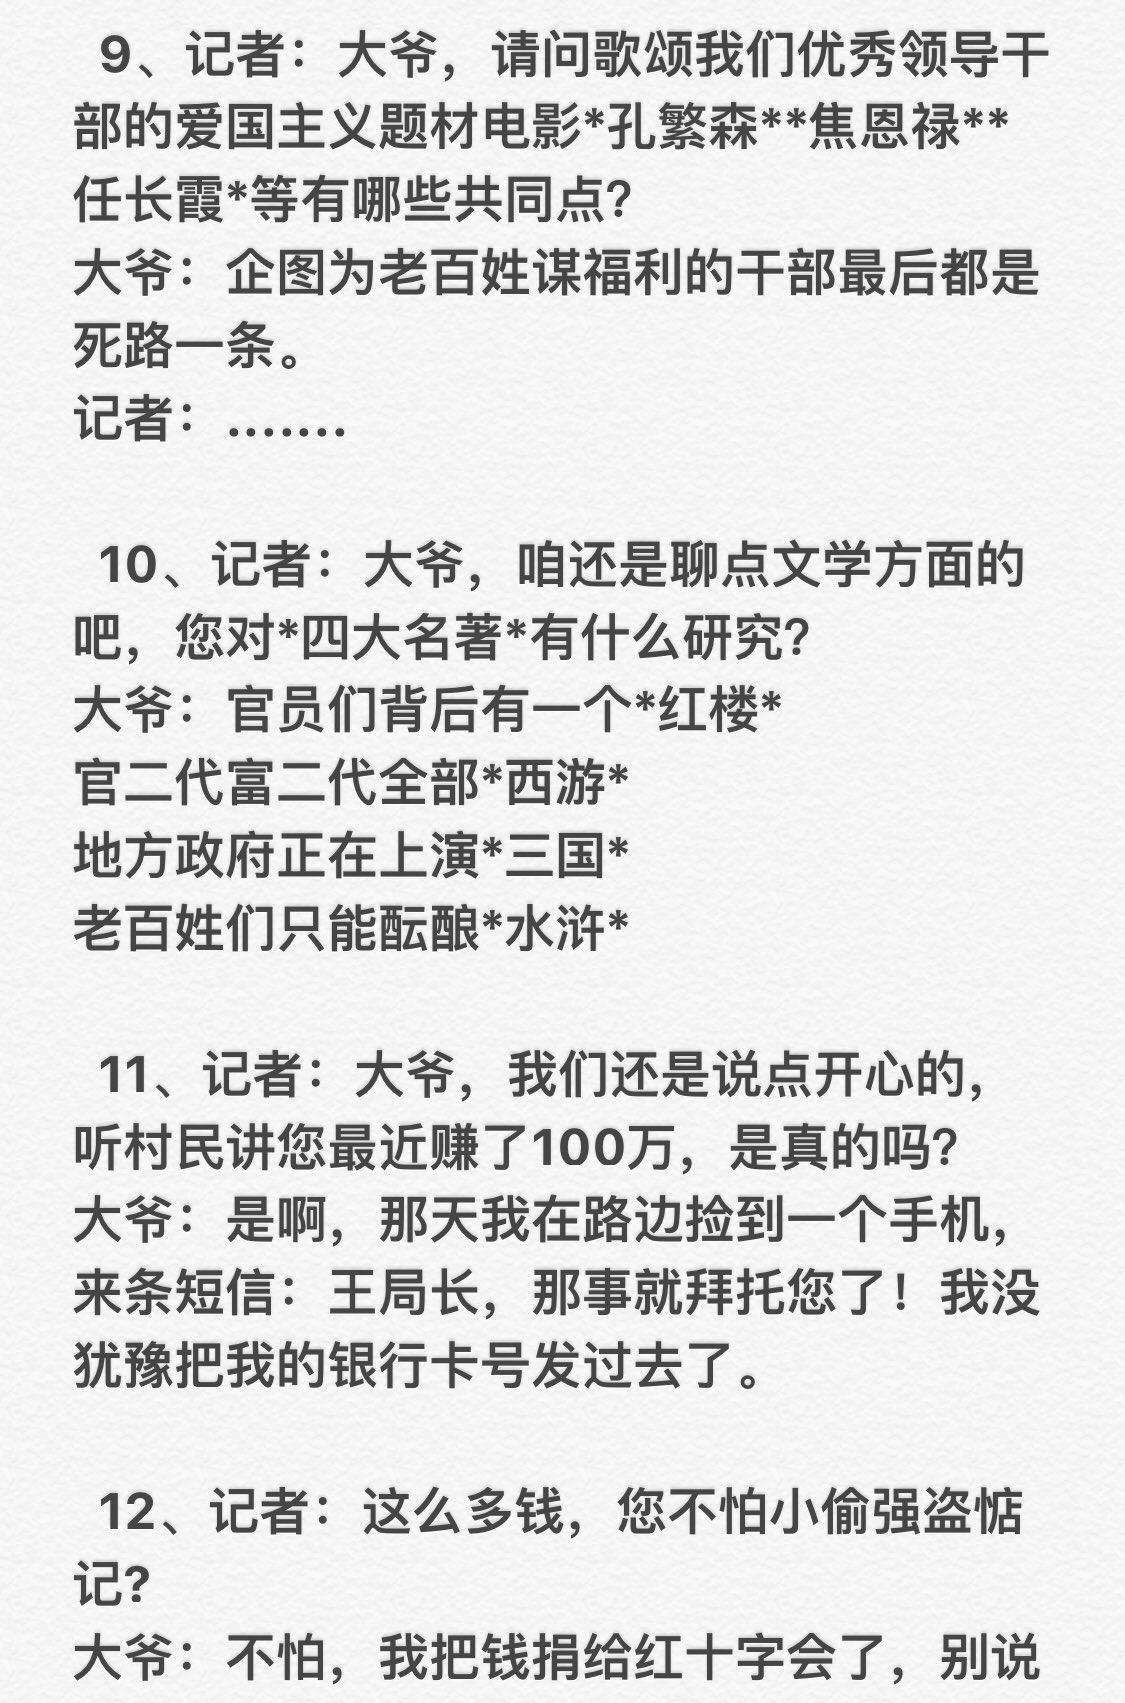 9、记者：大爷，请问歌颂我们优秀领导干
部的爱国主义题材电影*孔繁森**焦恩禄**
任长霞*等有哪些共同点？
大爷：企图为老百姓谋福利的干部最后都是
死路一条。
记者：.......
10、记者：大爷，咱还是聊点文学方面的
吧，您对*四大名著*有什么研究？
大爷：官员们背后有一个*红楼*
官二代富二代全部*西游*
地方政府正在上演*三国*
老百姓们只能酝酿*水浒*
11、记者：大爷，我们还是说点开心的，
听村民讲您最近赚了100万，是真的吗？
大爷：是啊，那天我在路边捡到一个手机，
来条短信：王局长，那事就拜托您了！我没
犹豫把我的银行卡号发过去了。
12、记者：这么多钱，您不怕小偷强盗惦
记?
大爷：不怕，我把钱捐给红十字会了，别说